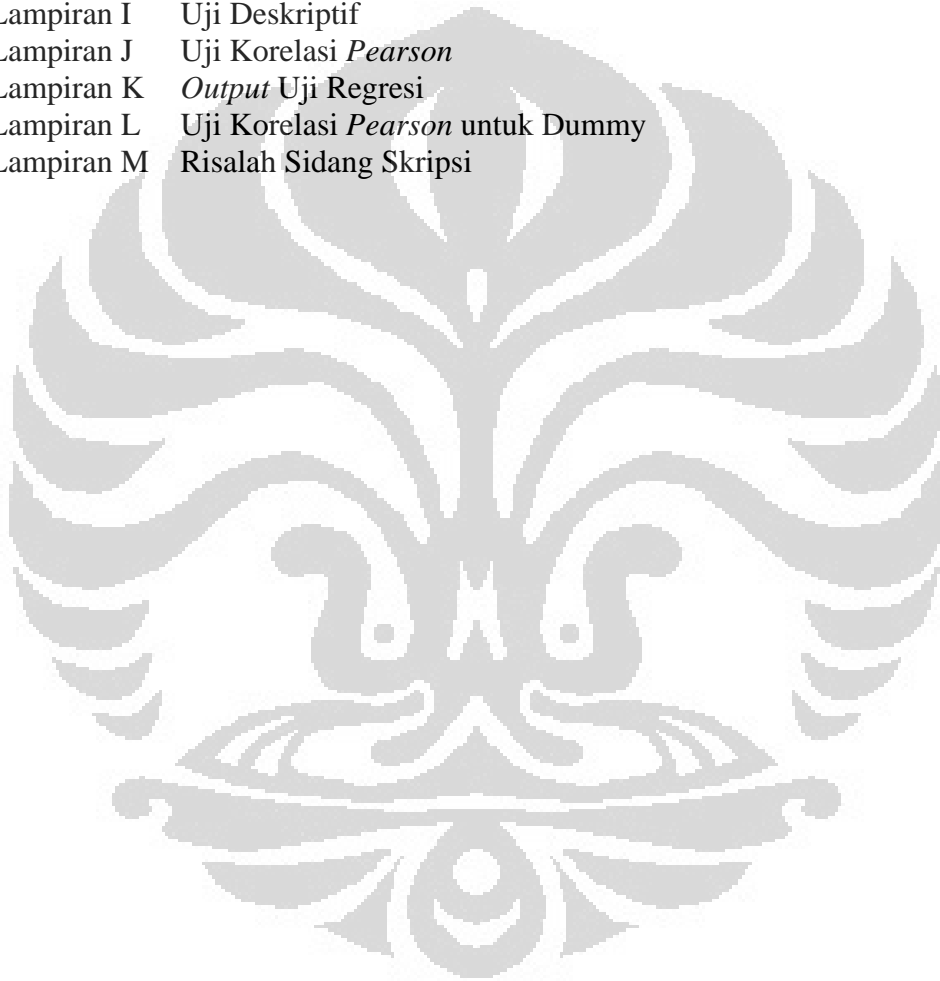 Lampiran I Uji Deskriptif
Lampiran J Uji Korelasi Pearson
Lampiran K Output Uji Regresi
Lampiran L Uji Korelasi Pearson untuk Dummy
Lampiran M Risalah Sidang Skripsi